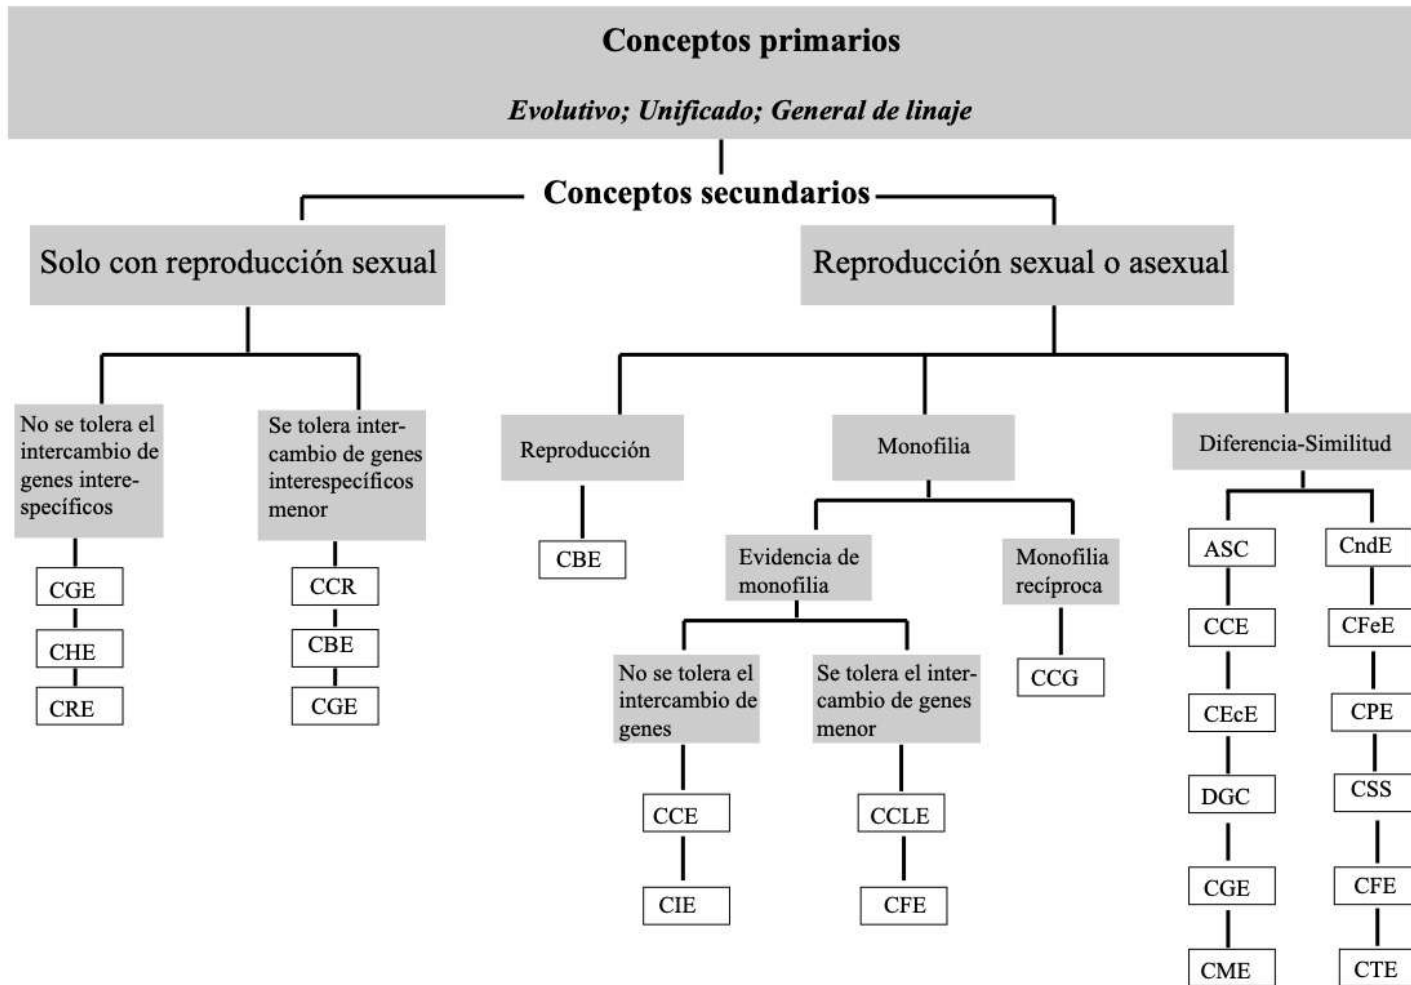 Conceptos primarios
Evolutivo; Unificado; General de linaje
Conceptos secundarios
Solo con reproducción sexual
Reproducción sexual o asexual
No se tolera el
intercambio de
genes intere-
specíficos
Se tolera inter-
cambio de genes
interespecíficos
menor
CGE
CHE
CRE
CCR
CBE
CGE
Reproducción
CBE
Monofilia
Evidencia de
monofilia
Monofilia
recíproca
No se tolera el
intercambio de
genes
Se tolera el inter-
cambio de genes
menor
CCE
CIE
CCLE
CFE
CCG
Diferencia-Similitud
ASC
CCE
CEcE
DGC
CGE
CME
CndE
CFeE
CPE
CSS
CFE
CTE